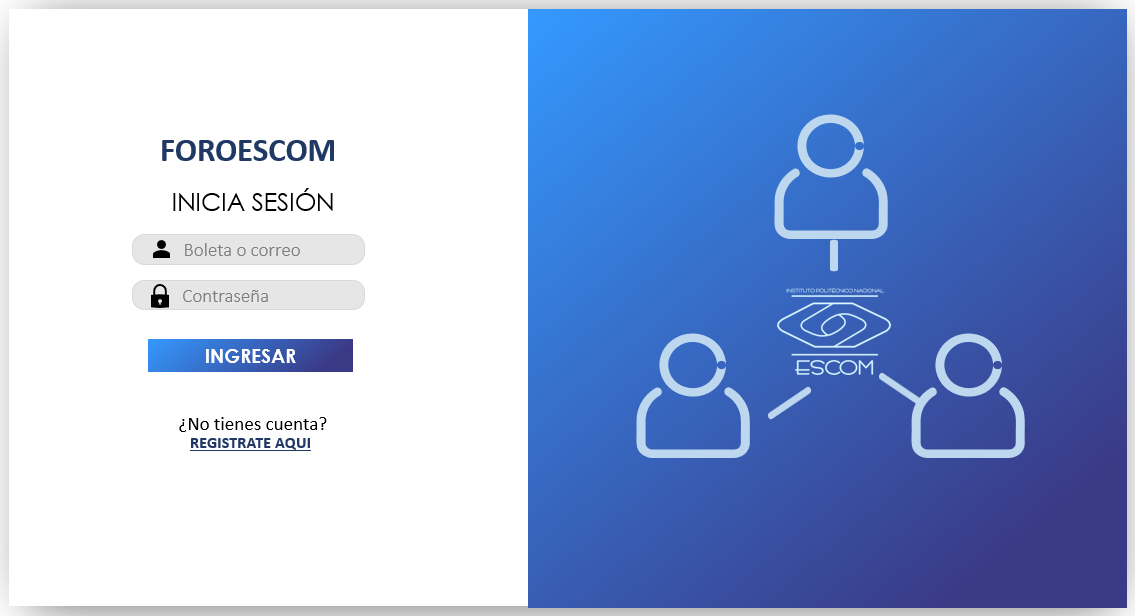 FOROESCOM
INICIA SESIÓN
Boleta o correo
Contraseña
INGRESAR
¿No tienes cuenta?
REGISTRATE AQUI
INSTITUTO POLITÉCNICO NACIONAL
ESCOM